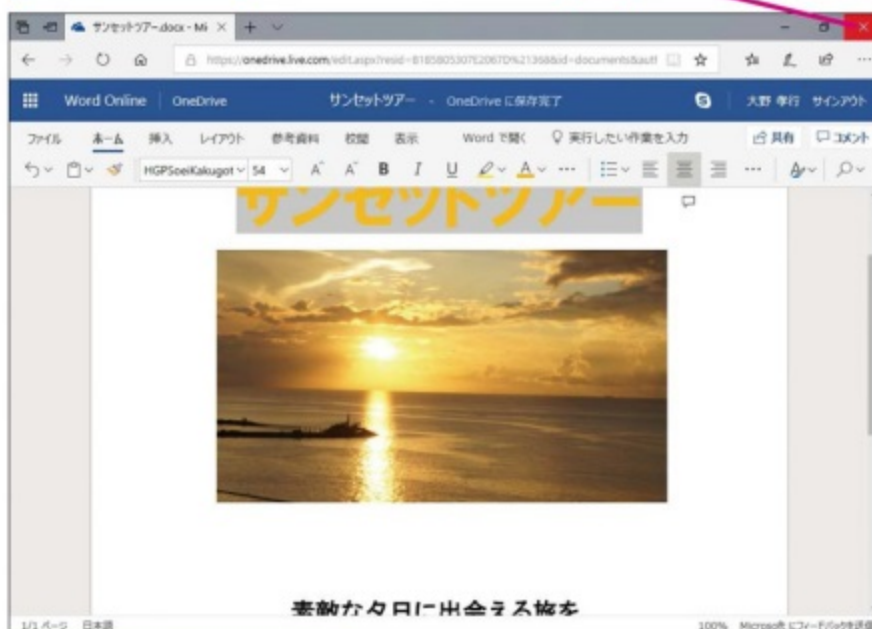 サンセットツアー.docx - Mi
https://onedrive.live.com/edit.aspx?resid=
Word Online OneDrive サンセットツアー - OneDrive に保存完了 大野 孝行 サインアウト
ファイル ホーム 挿入 レイアウト 参考資料 校閲 表示 Word で開く 実行したい作業を入力 共有 コメント
HGPSoeiKakugot 54 A A B I U A
サンセットツアー
素敵な夕日に出会える旅を
1/1 ページ 日本語 100% Microsoft にフィードバックを送信